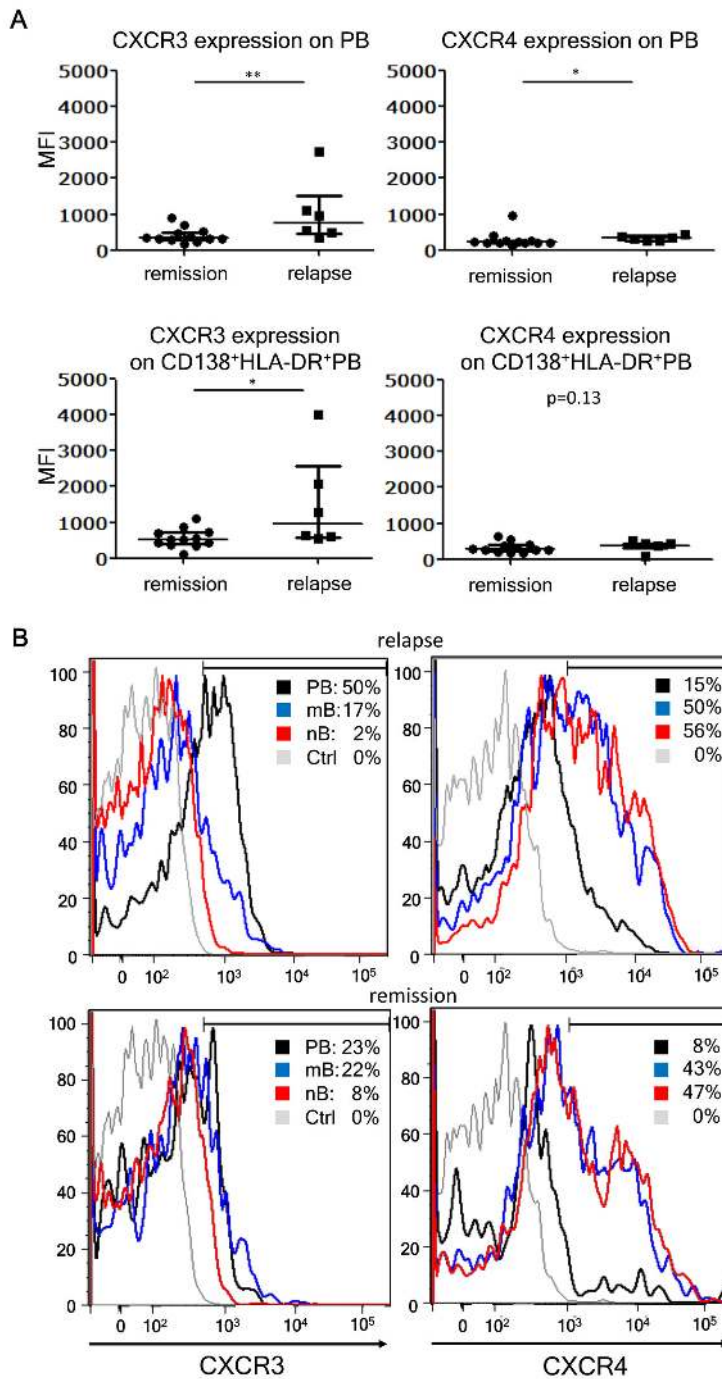 A
CXCR3 expression on PB
CXCR4 expression on PB
5000
4000
3000
2000
1000
0
MFI
**
remission
relapse
5000
4000
3000
2000
1000
0
*
remission
relapse
CXCR3 expression
on CD138⁺HLA-DR⁺PB
CXCR4 expression
on CD138⁺HLA-DR⁺PB
5000
4000
3000
2000
1000
0
MFI
*
remission
relapse
5000
4000
3000
2000
1000
0
p=0.13
remission
relapse
B
relapse
100
80
60
40
20
0
PB: 50%
mB: 17%
nB: 2%
Ctrl 0%
0 10² 10³ 10⁴ 10⁵
100
80
60
40
20
0
15%
50%
56%
0%
0 10² 10³ 10⁴ 10⁵
remission
100
80
60
40
20
0
PB: 23%
mB: 22%
nB: 8%
Ctrl 0%
0 10² 10³ 10⁴ 10⁵
100
80
60
40
20
0
8%
43%
47%
0%
0 10² 10³ 10⁴ 10⁵
CXCR3
CXCR4